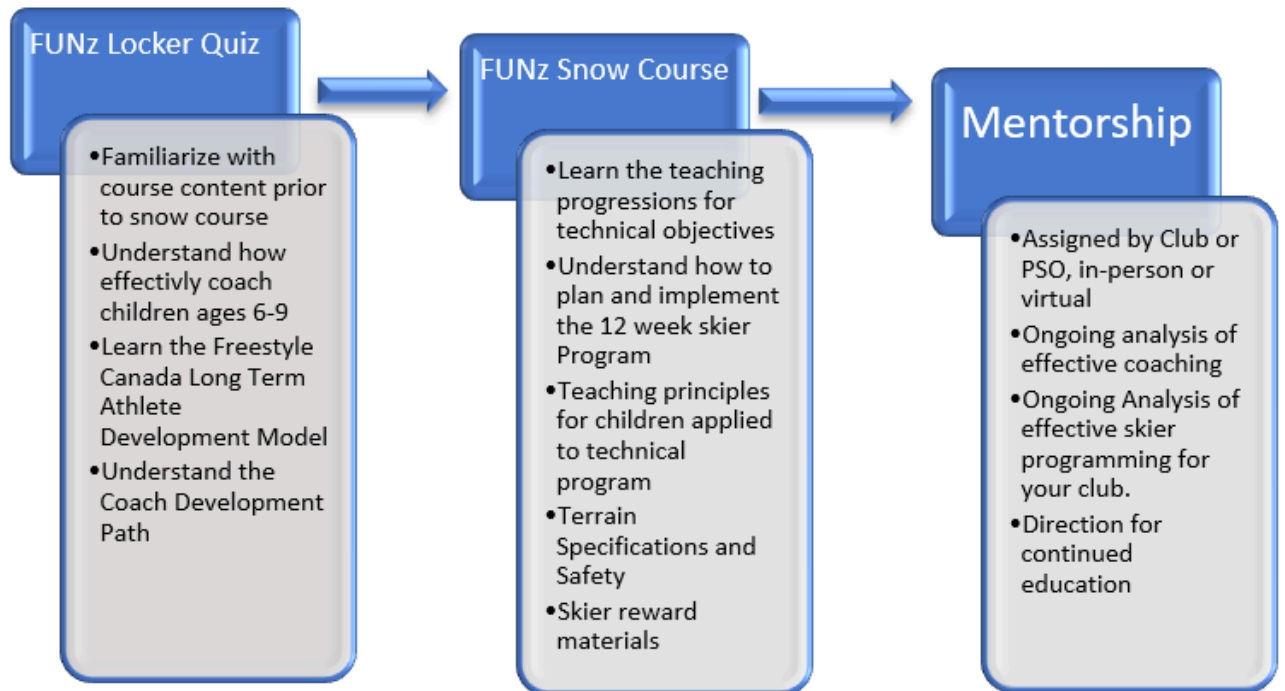 FUNz Locker Quiz
•Familiarize with
course content prior
to snow course
•Understand how
effectivly coach
children ages 6-9
•Learn the Freestyle
Canada Long Term
Athlete
Development Model
•Understand the
Coach Development
Path
FUNz Snow Course
•Learn the teaching
progressions for
technical objectives
•Understand how to
plan and implement
the 12 week skier
Program
•Teaching principles
for children applied
to technical
program
•Terrain
Specifications and
Safety
•Skier reward
materials
Mentorship
•Assigned by Club or
PSO, in-person or
virtual
•Ongoing analysis of
effective coaching
•Ongoing Analysis of
effective skier
programming for
your club.
•Direction for
continued
education